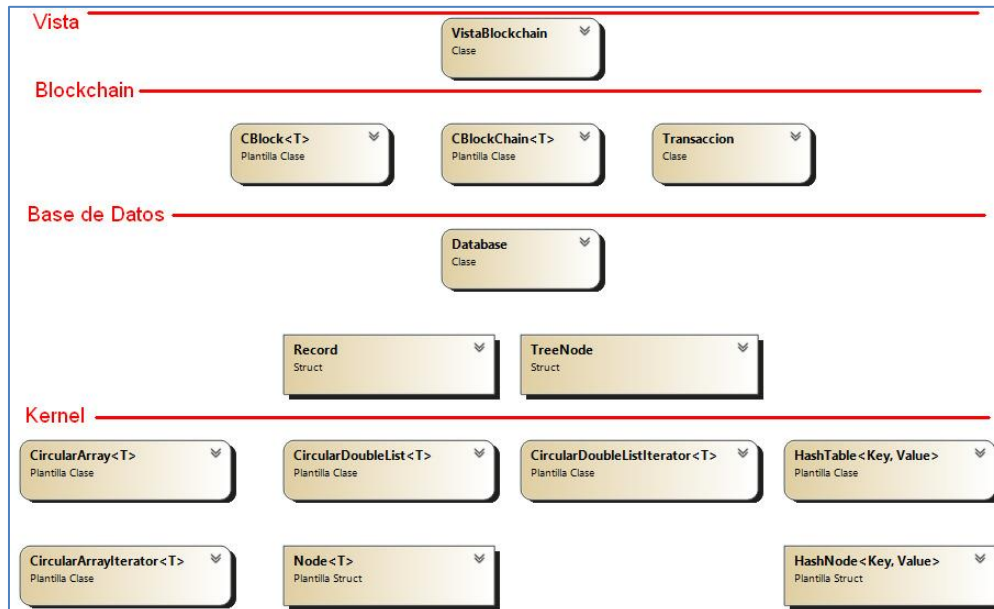 Vista
VistaBlockchain
Clase
Blockchain
CBlock<T>
Plantilla Clase
CBlockChain<T>
Plantilla Clase
Transaccion
Clase
Base de Datos
Database
Clase
Record
Struct
TreeNode
Struct
Kernel
CircularArray<T>
Plantilla Clase
CircularDoubleList<T>
Plantilla Clase
CircularDoubleListIterator<T>
Plantilla Clase
HashTable<Key, Value>
Plantilla Clase
CircularArrayIterator<T>
Plantilla Clase
Node<T>
Plantilla Struct
HashNode<Key, Value>
Plantilla Struct